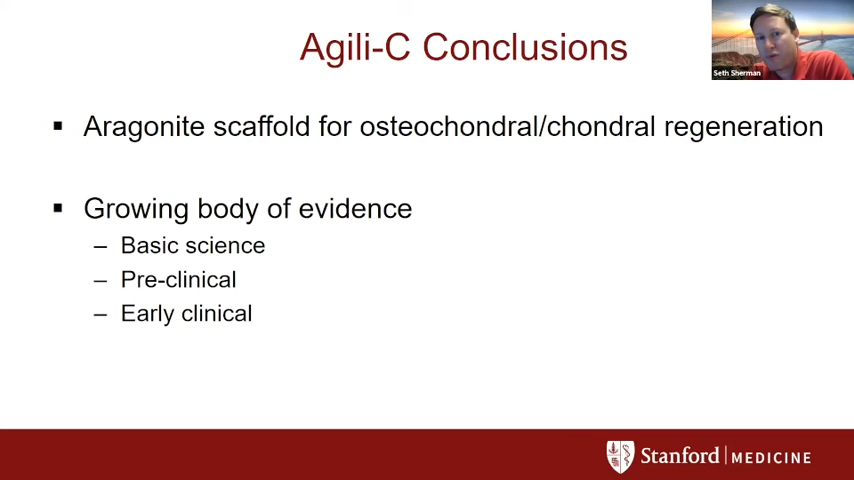 Agili-C Conclusions
Seth Sherman
▪ Aragonite scaffold for osteochondral/chondral regeneration
▪ Growing body of evidence
– Basic science
– Pre-clinical
– Early clinical
Stanford | MEDICINE